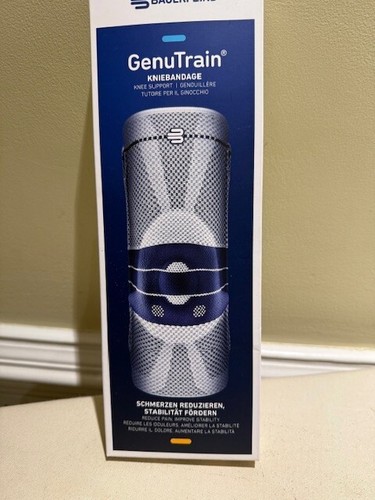 BAUERFEIND
GenuTrain®
KNIEBANDAGE
KNEE SUPPORT | GENOUILLÈRE
TUTORE PER IL GINOCCHIO
SCHMERZEN REDUZIEREN,
STABILITÄT FÖRDERN
REDUCE PAIN, IMPROVE STABILITY
RÉDUIRE LES DOULEURS, AMÉLIORER LA STABILITÉ
RIDURRE IL DOLORE, AUMENTARE LA STABILITÀ